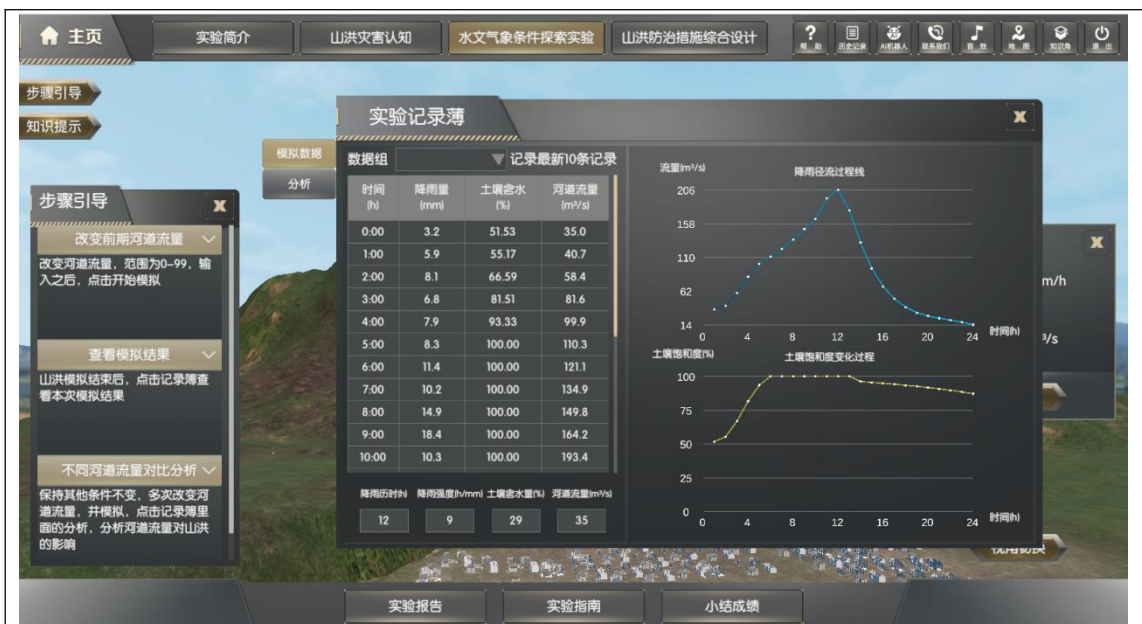 主页
实验简介
山洪灾害认知
水文气象条件探索实验
山洪防治措施综合设计
帮 助
历史记录
AI机器人
联系我们
音 效
地 图
知识角
退 出
步骤引导
知识提示
步骤引导
X
改变前期河道流量
改变河道流量，范围为0-99，输
入之后，点击开始模拟
查看模拟结果
山洪模拟结束后，点击记录簿查
看本次模拟结果
不同河道流量对比分析
保持其他条件不变，多次改变河
道流量，并模拟，点击记录簿里
面的分析，分析河道流量对山洪
的影响
模拟数据
分析
实验记录薄
X
数据组
记录最新10条记录
时间 降雨量 土壤含水 河道流量
(h) (mm) (%) (m³/s)
0:00 3.2 51.53 35.0
1:00 5.9 55.17 40.7
2:00 8.1 66.59 58.4
3:00 6.8 81.51 81.6
4:00 7.9 93.33 99.9
5:00 8.3 100.00 110.3
6:00 11.4 100.00 121.1
7:00 10.2 100.00 134.9
8:00 14.9 100.00 149.8
9:00 18.4 100.00 164.2
10:00 10.3 100.00 193.4
降雨历时(h) 降雨强度(h/mm) 土壤含水量(%) 河道流量(m³/s)
12 9 29 35
流量(m³/s)
降雨径流过程线
206
158
110
62
14
0 4 8 12 16 20 24 时间(h)
土壤饱和度(%)
土壤饱和度变化过程
100
75
50
25
0
0 4 8 12 16 20 24 时间(h)
X
m/h
³/s
视角切换
实验报告
实验指南
小结成绩